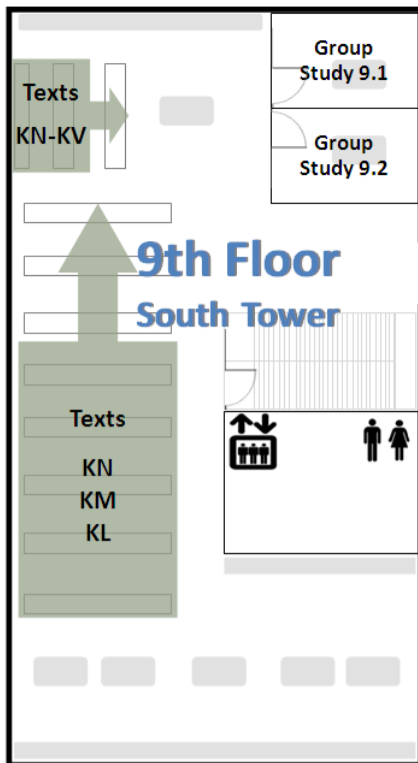 Group
Study 9.1
Texts
KN-KV
Group
Study 9.2
9th Floor
South Tower
Texts
KN
KM
KL